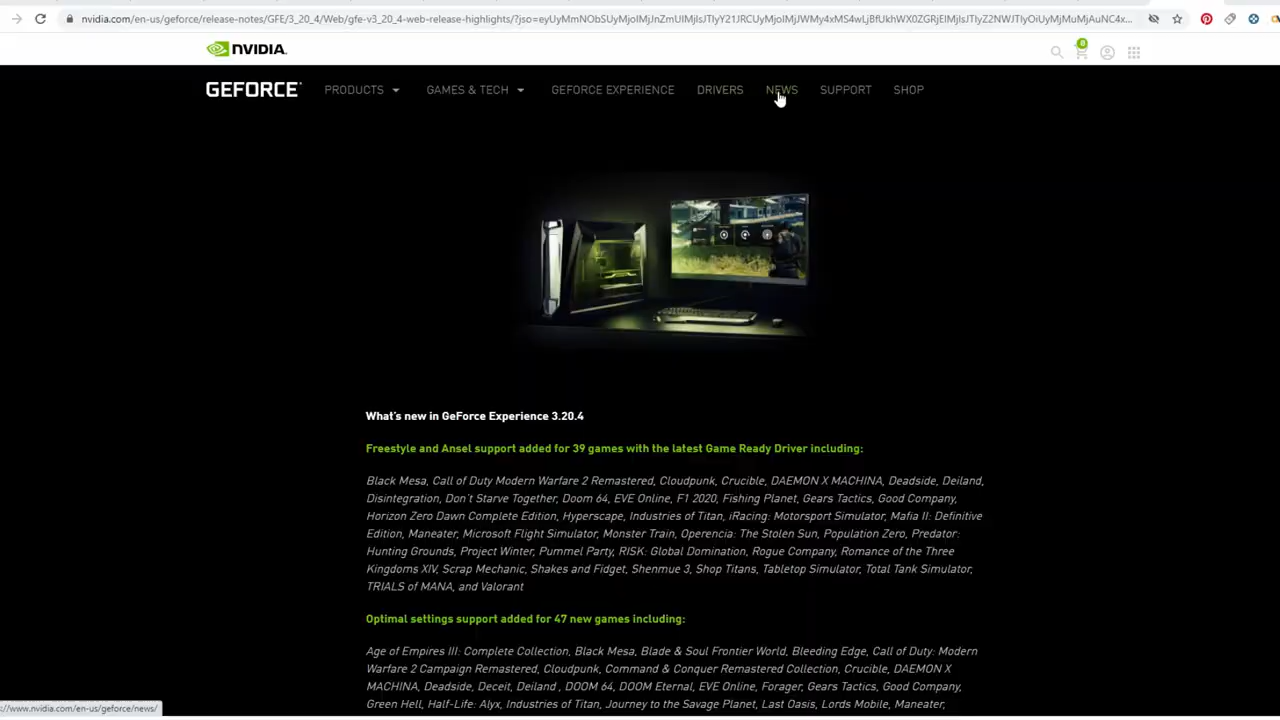 nvidia.com/en-us/geforce/release-notes/GFE/3_20_4/Web/gfe-v3_20_4-web-release-highlights/
NVIDIA.
0
GEFORCE PRODUCTS GAMES & TECH GEFORCE EXPERIENCE DRIVERS NEWS SUPPORT SHOP
What's new in GeForce Experience 3.20.4
Freestyle and Ansel support added for 39 games with the latest Game Ready Driver including:
Black Mesa, Call of Duty Modern Warfare 2 Remastered, Cloudpunk, Crucible, DAEMON X MACHINA, Deadside, Deiland,
Disintegration, Don't Starve Together, Doom 64, EVE Online, F1 2020, Fishing Planet, Gears Tactics, Good Company,
Horizon Zero Dawn Complete Edition, Hyperscape, Industries of Titan, iRacing: Motorsport Simulator, Mafia II: Definitive
Edition, Maneater, Microsoft Flight Simulator, Monster Train, Operencia: The Stolen Sun, Population Zero, Predator:
Hunting Grounds, Project Winter, Pummel Party, RISK: Global Domination, Rogue Company, Romance of the Three
Kingdoms XIV, Scrap Mechanic, Shakes and Fidget, Shenmue 3, Shop Titans, Tabletop Simulator, Total Tank Simulator,
TRIALS of MANA, and Valorant
Optimal settings support added for 47 new games including:
Age of Empires III: Complete Collection, Black Mesa, Blade & Soul Frontier World, Bleeding Edge, Call of Duty: Modern
Warfare 2 Campaign Remastered, Cloudpunk, Command & Conquer Remastered Collection, Crucible, DAEMON X
MACHINA, Deadside, Deceit, Deiland , DOOM 64, DOOM Eternal, EVE Online, Forager, Gears Tactics, Good Company,
Green Hell, Half-Life: Alyx, Industries of Titan, Journey to the Savage Planet, Last Oasis, Lords Mobile, Maneater,
://www.nvidia.com/en-us/geforce/news/